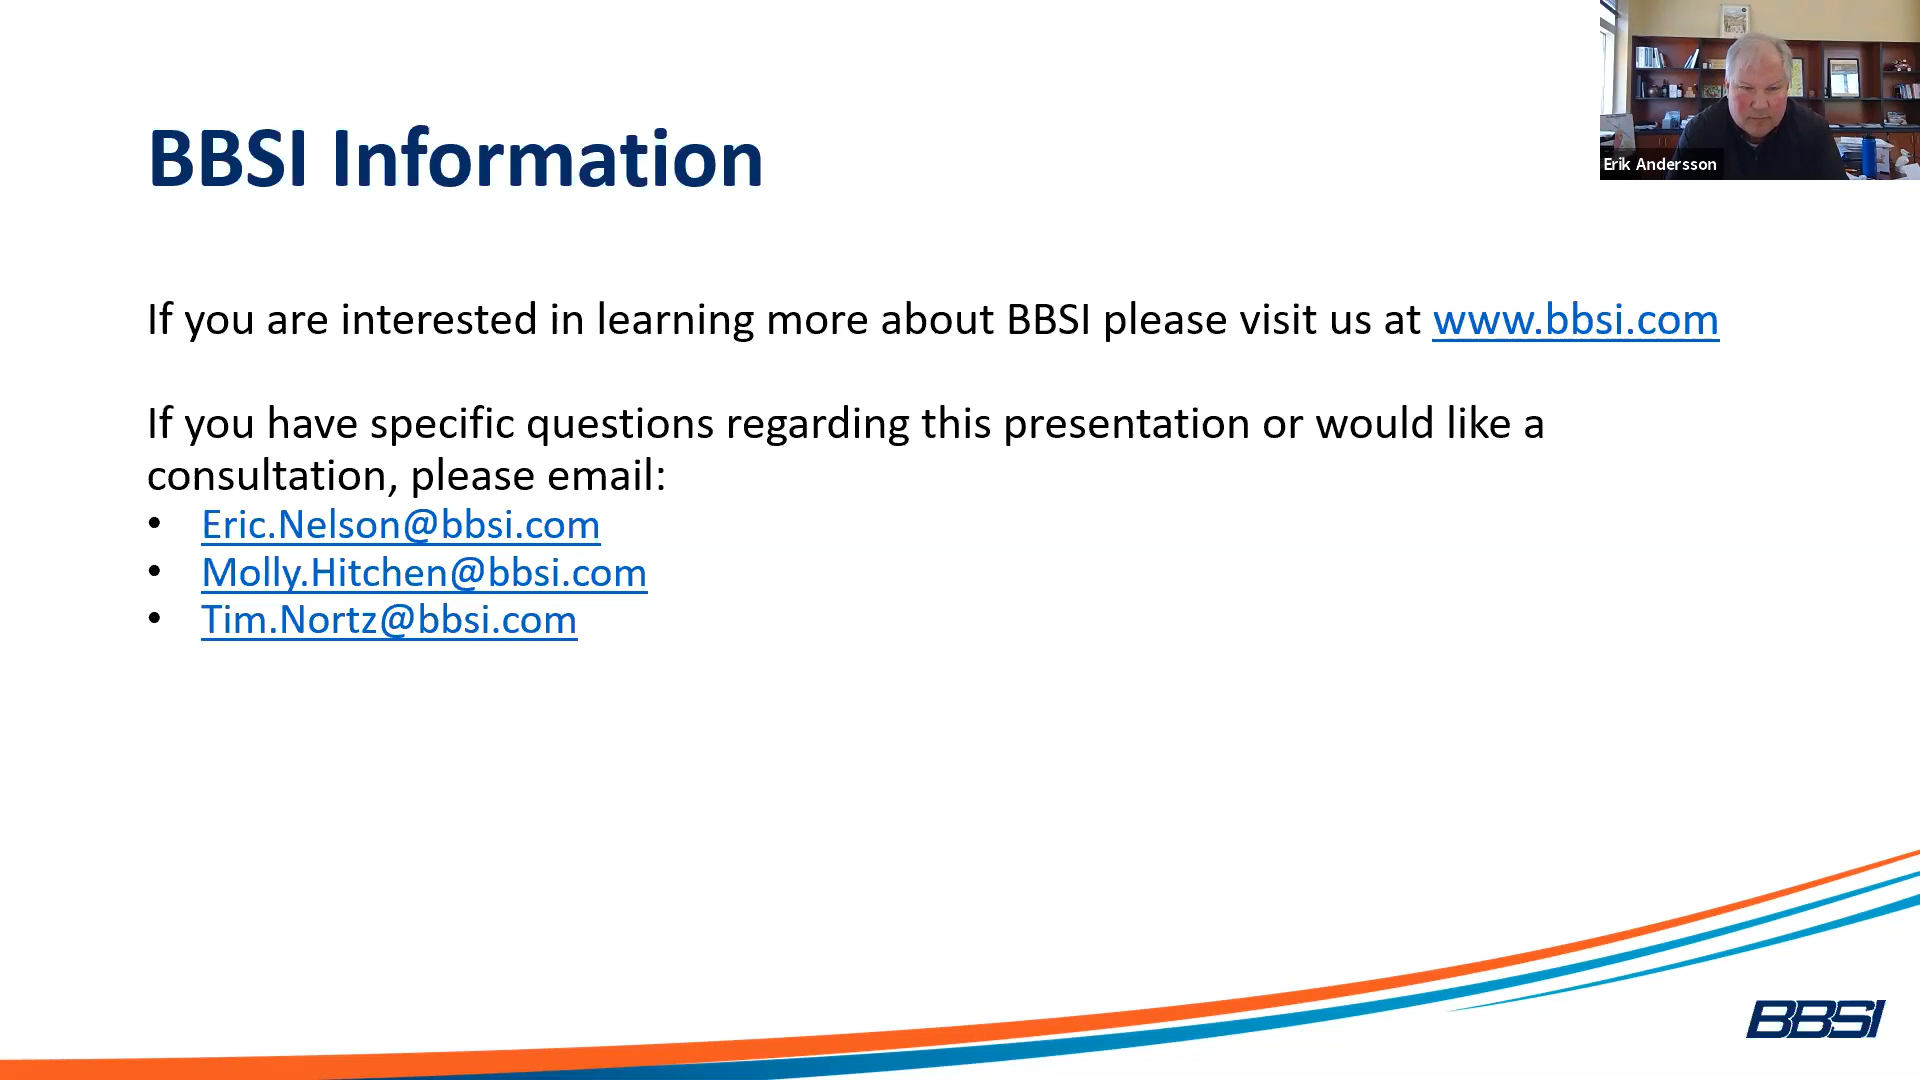 BBSI Information
Erik Andersson
If you are interested in learning more about BBSI please visit us at www.bbsi.com
If you have specific questions regarding this presentation or would like a
consultation, please email:
• Eric.Nelson@bbsi.com
• Molly.Hitchen@bbsi.com
• Tim.Nortz@bbsi.com
BBSI